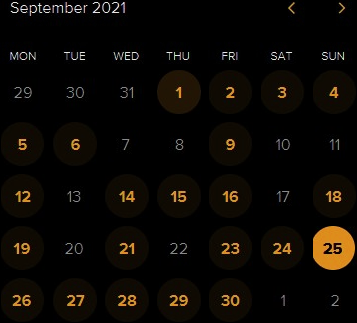 September 2021
MON TUE WED THU FRI SAT SUN
29 30 31 1 2 3 4
5 6 7 8 9 10 11
12 13 14 15 16 17 18
19 20 21 22 23 24 25
26 27 28 29 30 1 2